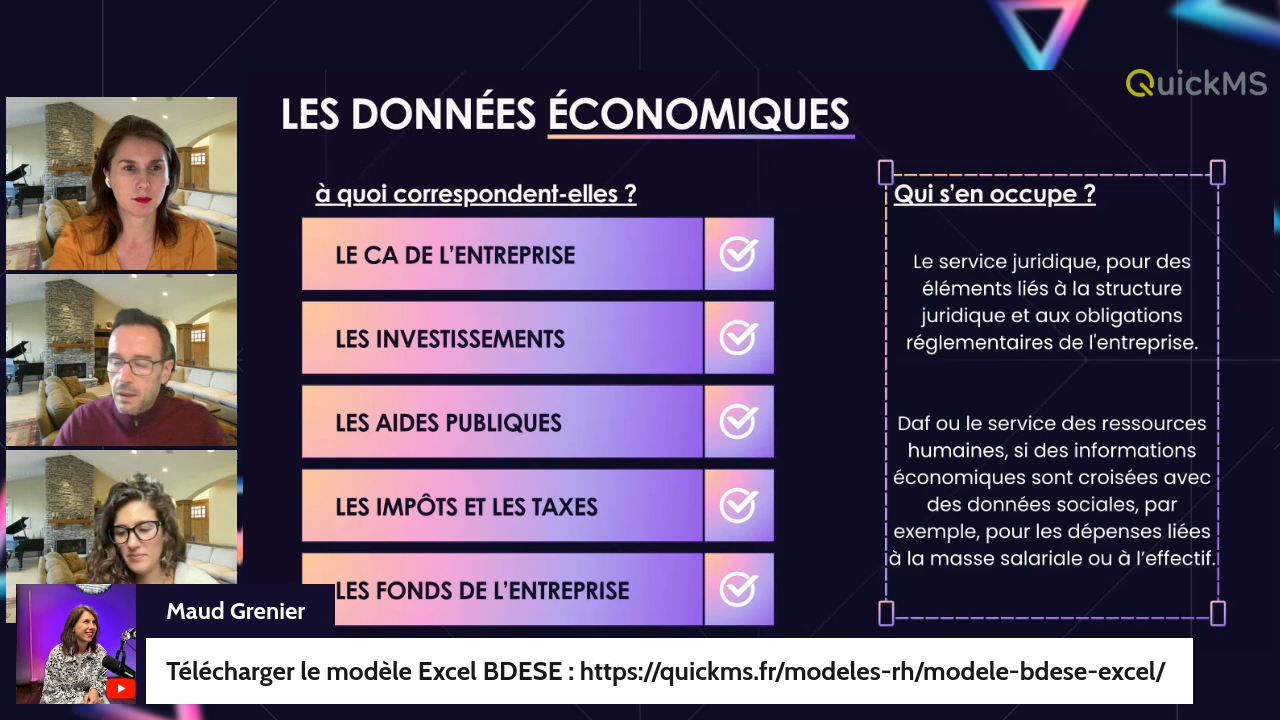 QuickMS
LES DONNÉES ÉCONOMIQUES
à quoi correspondent-elles ?
LE CA DE L'ENTREPRISE
LES INVESTISSEMENTS
LES AIDES PUBLIQUES
LES IMPÔTS ET LES TAXES
LES FONDS DE L'ENTREPRISE
Qui s'en occupe ?
Le service juridique, pour des
éléments liés à la structure
juridique et aux obligations
réglementaires de l'entreprise.
Daf ou le service des ressources
humaines, si des informations
économiques sont croisées avec
des données sociales, par
exemple, pour les dépenses liées
à la masse salariale ou à l'effectif.
Maud Grenier
Télécharger le modèle Excel BDESE : https://quickms.fr/modeles-rh/modele-bdese-excel/